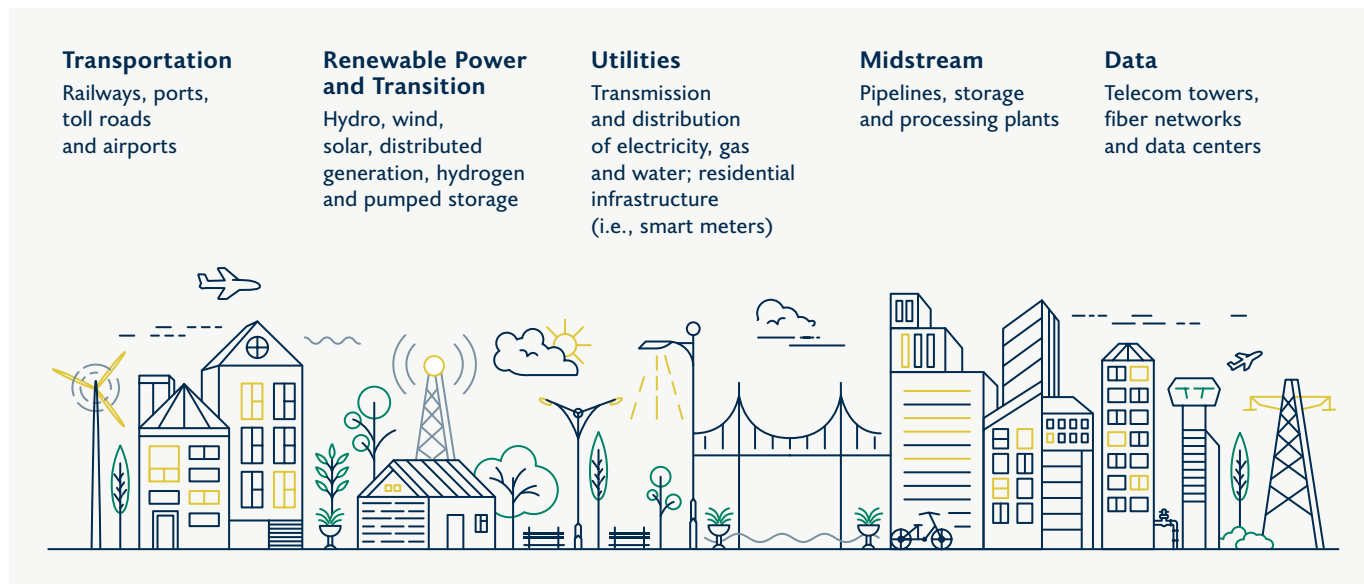 Transportation
Railways, ports,
toll roads
and airports
Renewable Power
and Transition
Hydro, wind,
solar, distributed
generation, hydrogen
and pumped storage
Utilities
Transmission
and distribution
of electricity, gas
and water; residential
infrastructure
(i.e., smart meters)
Midstream
Pipelines, storage
and processing plants
Data
Telecom towers,
fiber networks
and data centers